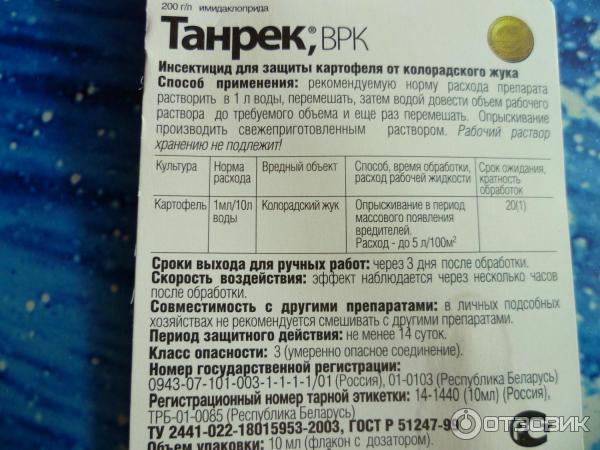 200 г/л имидаклоприда
Танрек®, ВРК
Инсектицид для защиты картофеля от колорадского жука
Способ применения: рекомендуемую норму расхода препарата
растворить в 1 л воды, перемешать, затем водой довести объем рабочего
раствора до требуемого объема и еще раз перемешать. Опрыскивание
производить свежеприготовленным раствором. Рабочий раствор
хранению не подлежит!
Культура Норма расхода Вредный объект Способ, время обработки, расход рабочей жидкости Срок ожидания, кратность обработок
Картофель 1мл/10л воды Колорадский жук Опрыскивание в период массового появления вредителей. Расход - до 5 л/100м² 20(1)
Сроки выхода для ручных работ: через 3 дня после обработки.
Скорость воздействия: эффект наблюдается через несколько часов
после обработки.
Совместимость с другими препаратами: в личных подсобных
хозяйствах не рекомендуется смешивать с другими препаратами.
Период защитного действия: не менее 14 суток.
Класс опасности: 3 (умеренно опасное соединение).
Номер государственной регистрации:
0943-07-101-003-1-1-1-1/01 (Россия), 01-0103 (Республика Беларусь)
Регистрационный номер тарной этикетки: 14-1440 (10мл) (Россия),
ТРБ-01-0085 (Республика Беларусь)
ТУ 2441-022-18015953-2003, ГОСТ Р 51247-99
Объем упаковки: 10 мл (флакон с дозатором).
ОТЗОВИК